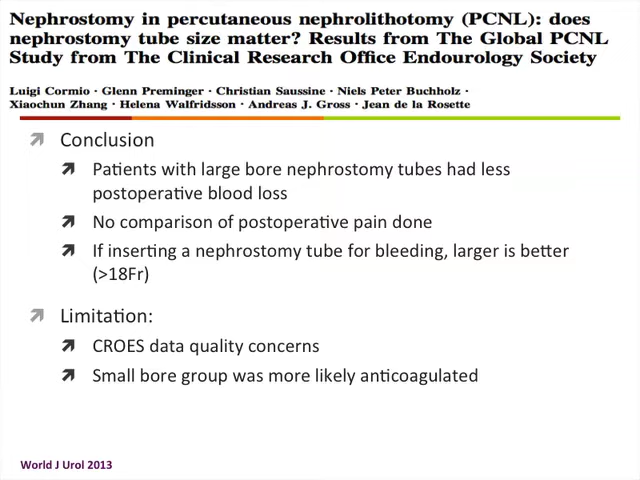 Nephrostomy in percutaneous nephrolithotomy (PCNL): does
nephrostomy tube size matter? Results from The Global PCNL
Study from The Clinical Research Office Endourology Society
Luigi Cormio · Glenn Preminger · Christian Saussine · Niels Peter Buchholz ·
Xiaochun Zhang · Helena Walfridsson · Andreas J. Gross · Jean de la Rosette
Conclusion
Patients with large bore nephrostomy tubes had less
postoperative blood loss
No comparison of postoperative pain done
If inserting a nephrostomy tube for bleeding, larger is better
(>18Fr)
Limitation:
CROES data quality concerns
Small bore group was more likely anticoagulated
World J Urol 2013